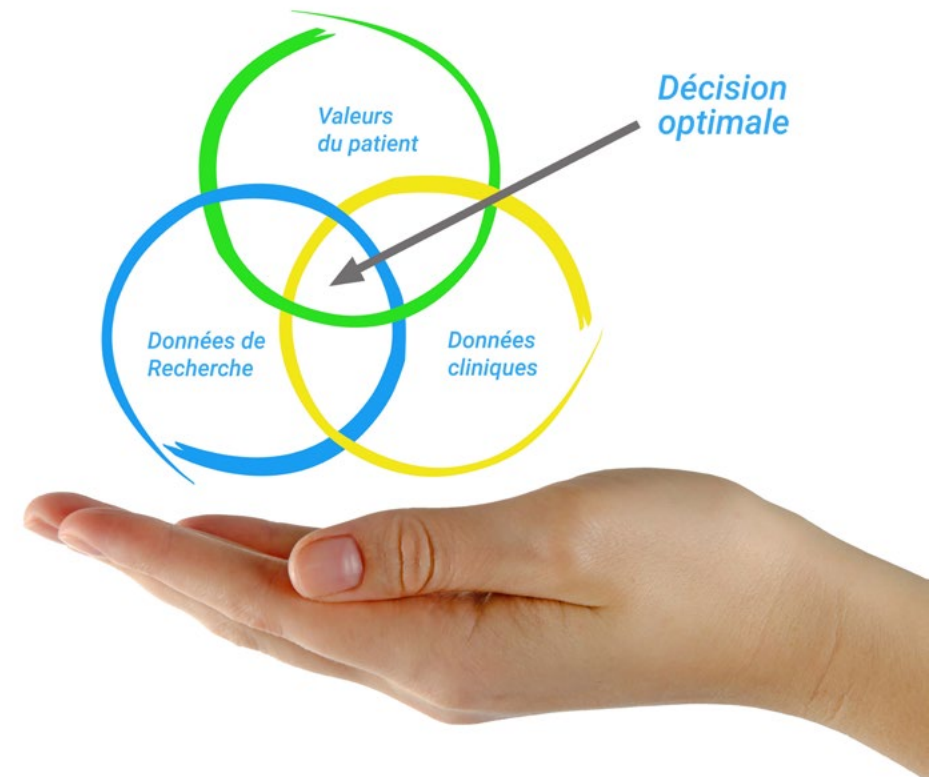 Valeurs
du patient
Décision
optimale
Données de
Recherche
Données
cliniques